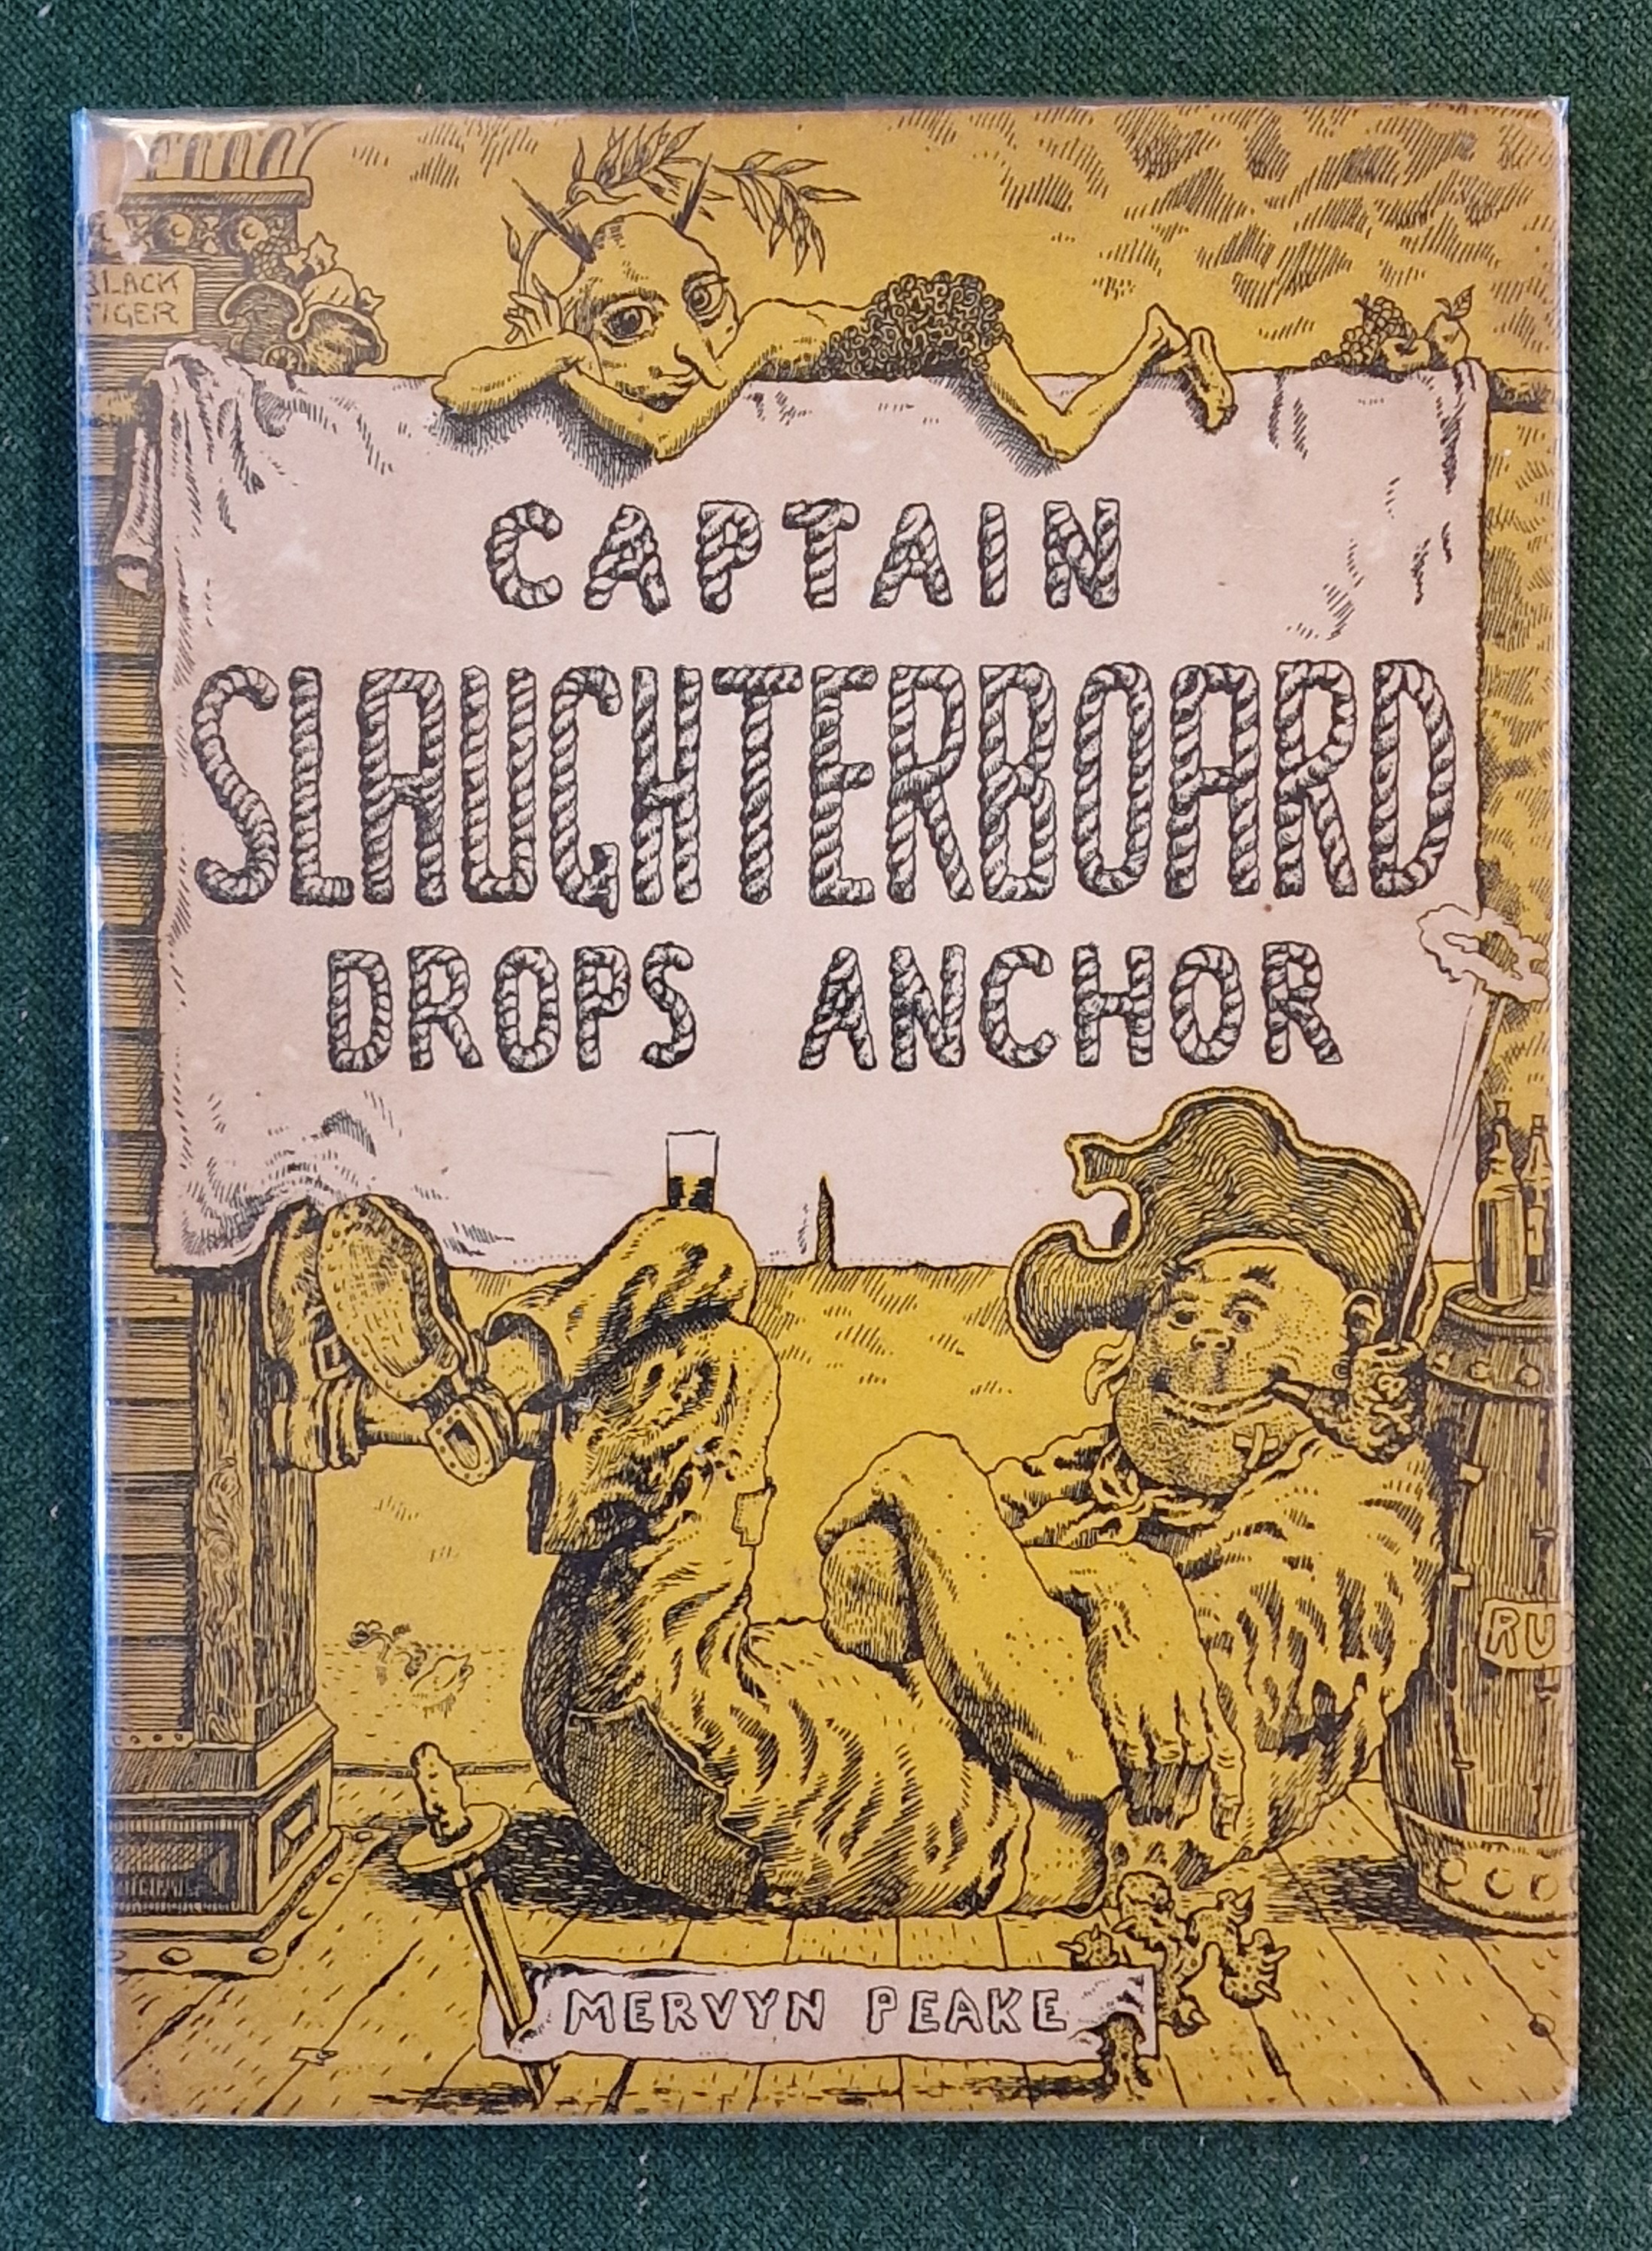 BLACK
TIGER
CAPTAIN
SLAUGHTERBOARD
DROPS ANCHOR
RU
MERVYN PEAKE